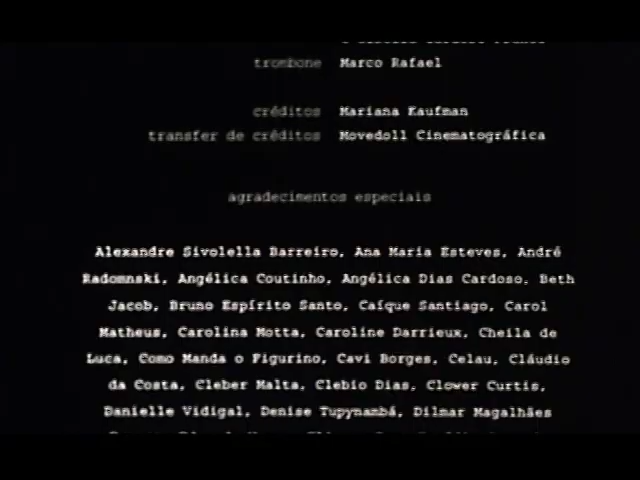 trombone Marco Rafael
créditos Mariana Kaufman
transfer de créditos Movedoll Cinematográfica
agradecimentos especiais
Alexandre Sivolella Barreiro, Ana Maria Esteves, André
Radomnski, Angélica Coutinho, Angélica Dias Cardoso, Beth
Jacob, Bruno Espírito Santo, Caíque Santiago, Carol
Matheus, Carolina Motta, Caroline Darrieux, Cheila de
Luca, Como Manda o Figurino, Cavi Borges, Celau, Cláudio
da Costa, Cleber Malta, Clebio Dias, Clower Curtis,
Danielle Vidigal, Denise Tupynambá, Dilmar Magalhães